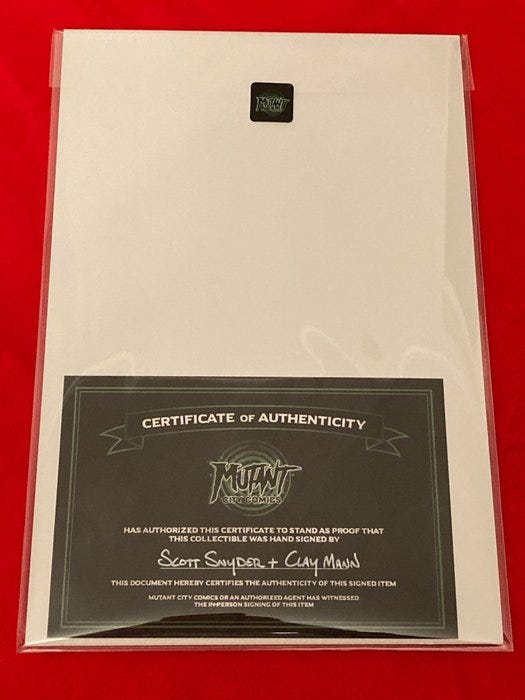 MUTANT
CERTIFICATE OF AUTHENTICITY
MUTANT
CITY COMICS
HAS AUTHORIZED THIS CERTIFICATE TO STAND AS PROOF THAT
THIS COLLECTIBLE WAS HAND SIGNED BY
SCOTT SNYDER + CLAY MANN
THIS DOCUMENT HEREBY CERTIFIES THE AUTHENTICITY OF THIS SIGNED ITEM
MUTANT CITY COMICS OR AN AUTHORIZED AGENT HAS WITNESSED
THE IN-PERSON SIGNING OF THIS ITEM